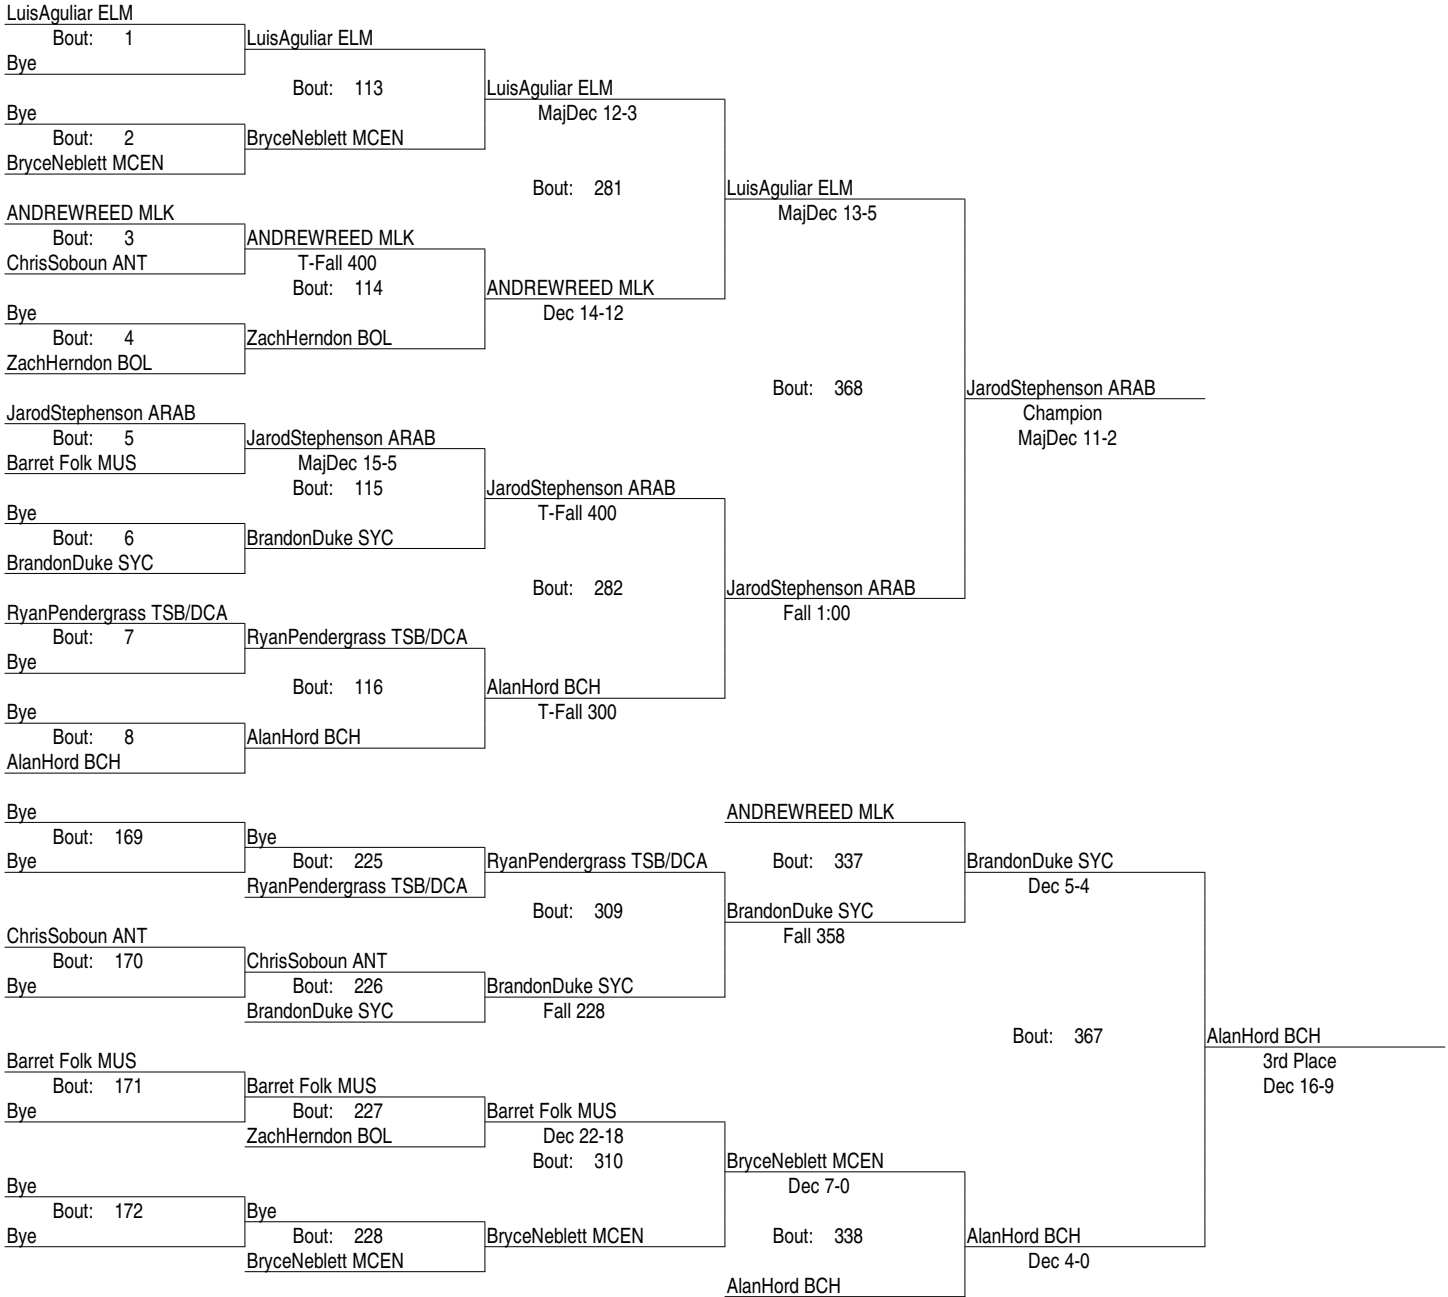 LuisAguliar ELM
Bout: 1
LuisAguliar ELM
Bye
Bout: 113
LuisAguliar ELM
MajDec 12-3
Bye
Bout: 2
BryceNeblett MCEN
BryceNeblett MCEN
Bout: 281
LuisAguliar ELM
MajDec 13-5
ANDREWREED MLK
Bout: 3
ANDREWREED MLK
ChrisSoboun ANT
T-Fall 400
Bout: 114
ANDREWREED MLK
Dec 14-12
Bye
Bout: 4
ZachHerndon BOL
ZachHerndon BOL
Bout: 368
JarodStephenson ARAB
Champion
MajDec 11-2
JarodStephenson ARAB
Bout: 5
JarodStephenson ARAB
Barret Folk MUS
MajDec 15-5
Bout: 115
JarodStephenson ARAB
T-Fall 400
Bye
Bout: 6
BrandonDuke SYC
BrandonDuke SYC
Bout: 282
JarodStephenson ARAB
Fall 1:00
RyanPendergrass TSB/DCA
Bout: 7
RyanPendergrass TSB/DCA
Bye
Bout: 116
AlanHord BCH
T-Fall 300
Bye
Bout: 8
AlanHord BCH
AlanHord BCH
Bye
Bout: 169
Bye
Bye
Bout: 225
RyanPendergrass TSB/DCA
RyanPendergrass TSB/DCA
ANDREWREED MLK
Bout: 337
BrandonDuke SYC
Dec 5-4
Bout: 309
BrandonDuke SYC
Fall 358
ChrisSoboun ANT
Bout: 170
ChrisSoboun ANT
Bye
Bout: 226
BrandonDuke SYC
BrandonDuke SYC
Fall 228
Bout: 367
AlanHord BCH
3rd Place
Dec 16-9
Barret Folk MUS
Bout: 171
Barret Folk MUS
Bye
Bout: 227
Barret Folk MUS
ZachHerndon BOL
Dec 22-18
Bout: 310
BryceNeblett MCEN
Dec 7-0
Bye
Bout: 172
Bye
Bye
Bout: 228
BryceNeblett MCEN
BryceNeblett MCEN
Bout: 338
AlanHord BCH
Dec 4-0
AlanHord BCH